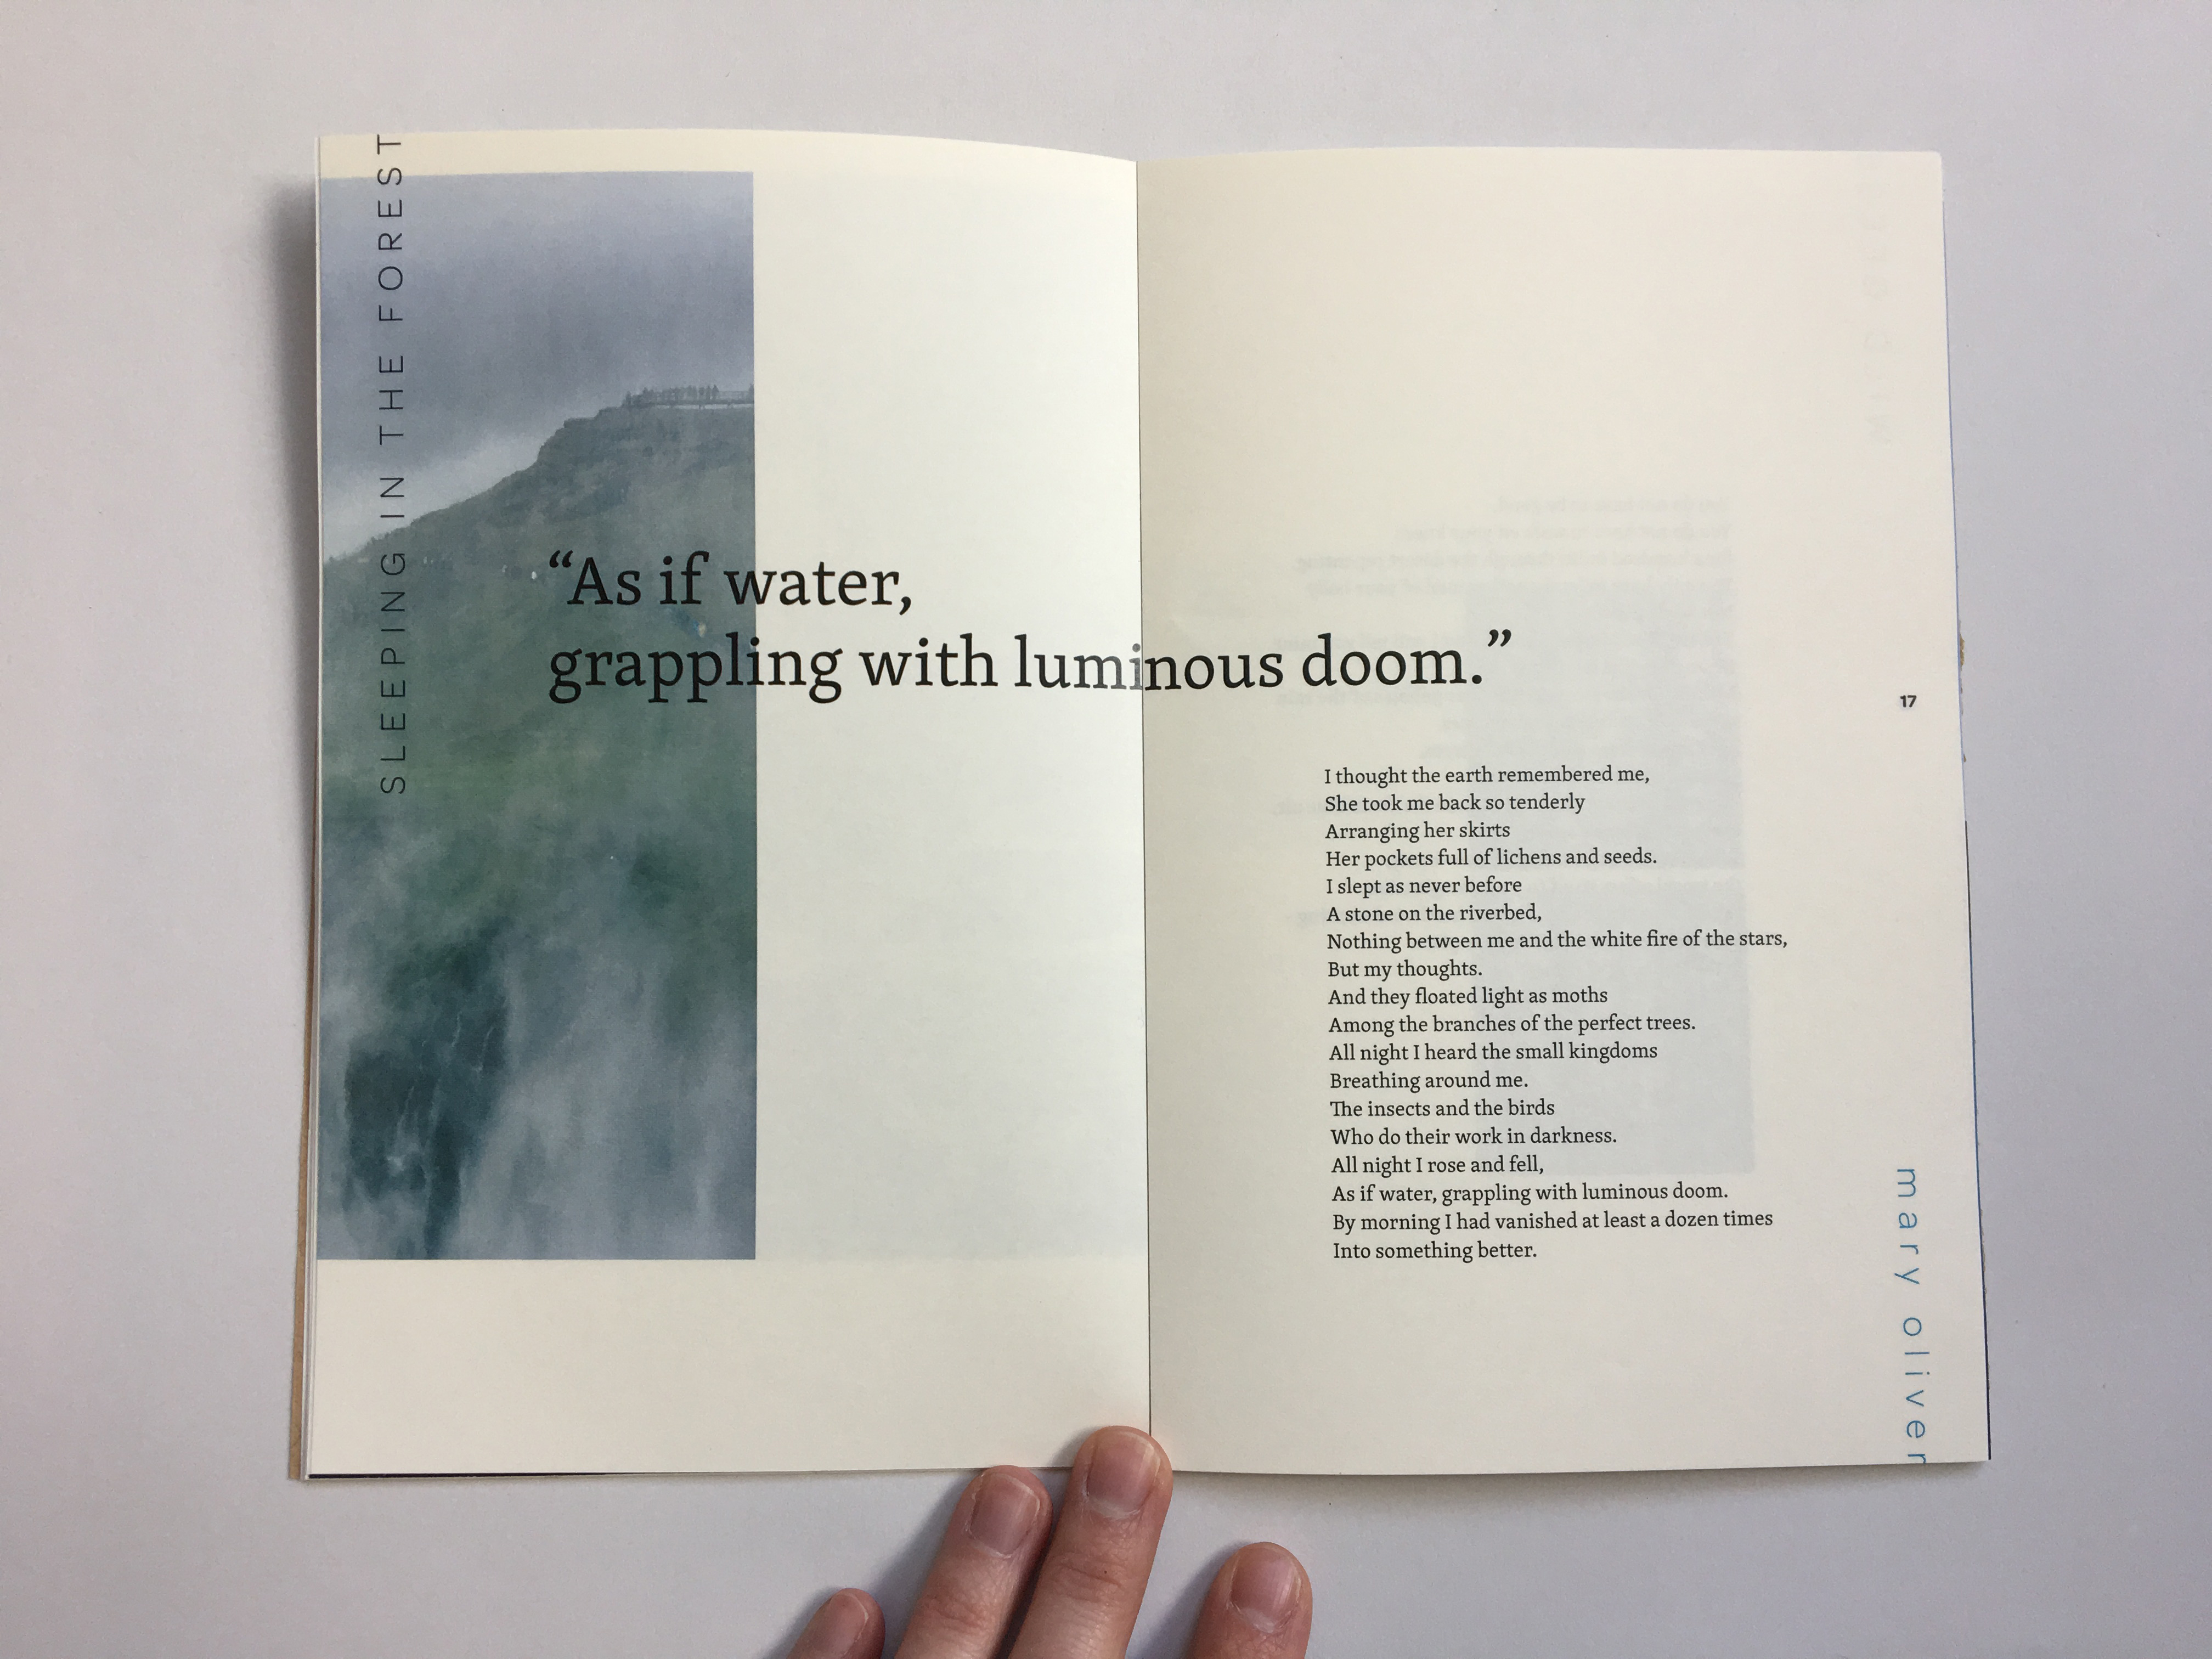 SLEEPING IN THE FOREST
“As if water,
grappling with luminous doom.”
17
I thought the earth remembered me,
She took me back so tenderly
Arranging her skirts
Her pockets full of lichens and seeds.
I slept as never before
A stone on the riverbed,
Nothing between me and the white fire of the stars,
But my thoughts.
And they floated light as moths
Among the branches of the perfect trees.
All night I heard the small kingdoms
Breathing around me.
The insects and the birds
Who do their work in darkness.
All night I rose and fell,
As if water, grappling with luminous doom.
By morning I had vanished at least a dozen times
Into something better.
mary oliver